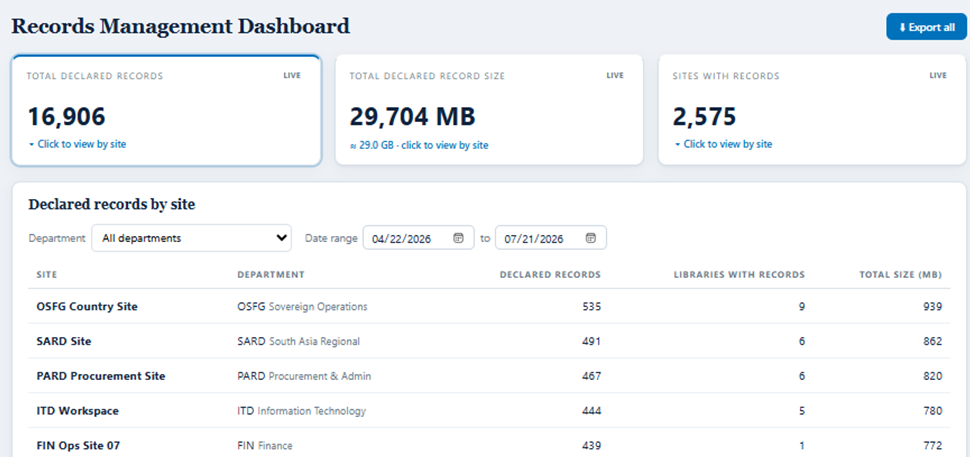 Records Management Dashboard
⬇ Export all
TOTAL DECLARED RECORDS LIVE
16,906
▾ Click to view by site
TOTAL DECLARED RECORD SIZE LIVE
29,704 MB
≈ 29.0 GB · click to view by site
SITES WITH RECORDS LIVE
2,575
▾ Click to view by site
Declared records by site
Department All departments Date range 04/22/2026 to 07/21/2026
SITE DEPARTMENT DECLARED RECORDS LIBRARIES WITH RECORDS TOTAL SIZE (MB)
OSFG Country Site OSFG Sovereign Operations 535 9 939
SARD Site SARD South Asia Regional 491 6 862
PARD Procurement Site PARD Procurement & Admin 467 6 820
ITD Workspace ITD Information Technology 444 5 780
FIN Ops Site 07 FIN Finance 439 1 772